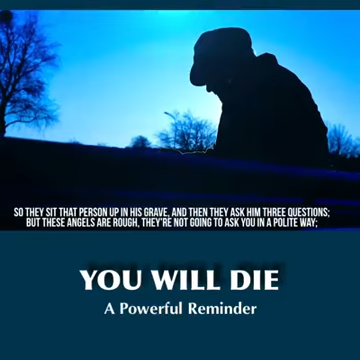 SO THEY SIT THAT PERSON UP IN HIS GRAVE, AND THEN THEY ASK HIM THREE QUESTIONS;
BUT THESE ANGELS ARE ROUGH, THEY'RE NOT GOING TO ASK YOU IN A POLITE WAY;
YOU WILL DIE
A Powerful Reminder